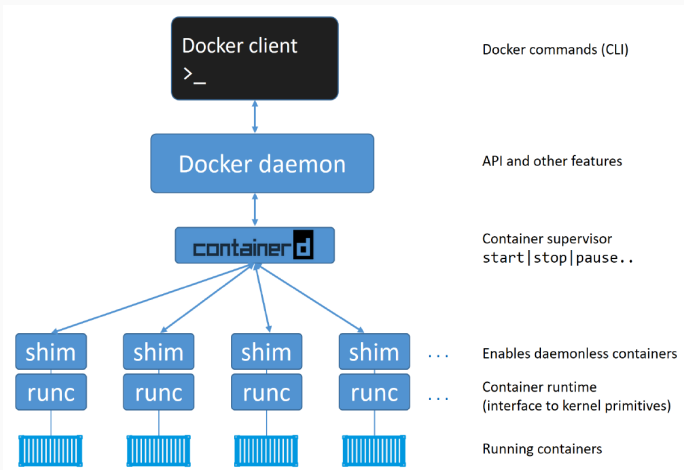 Docker client
>_
Docker commands (CLI)
Docker daemon
API and other features
containerd
Container supervisor
start|stop|pause..
shim
shim
shim
shim
...
Enables daemonless containers
runc
runc
runc
runc
...
Container runtime
(interface to kernel primitives)
Running containers